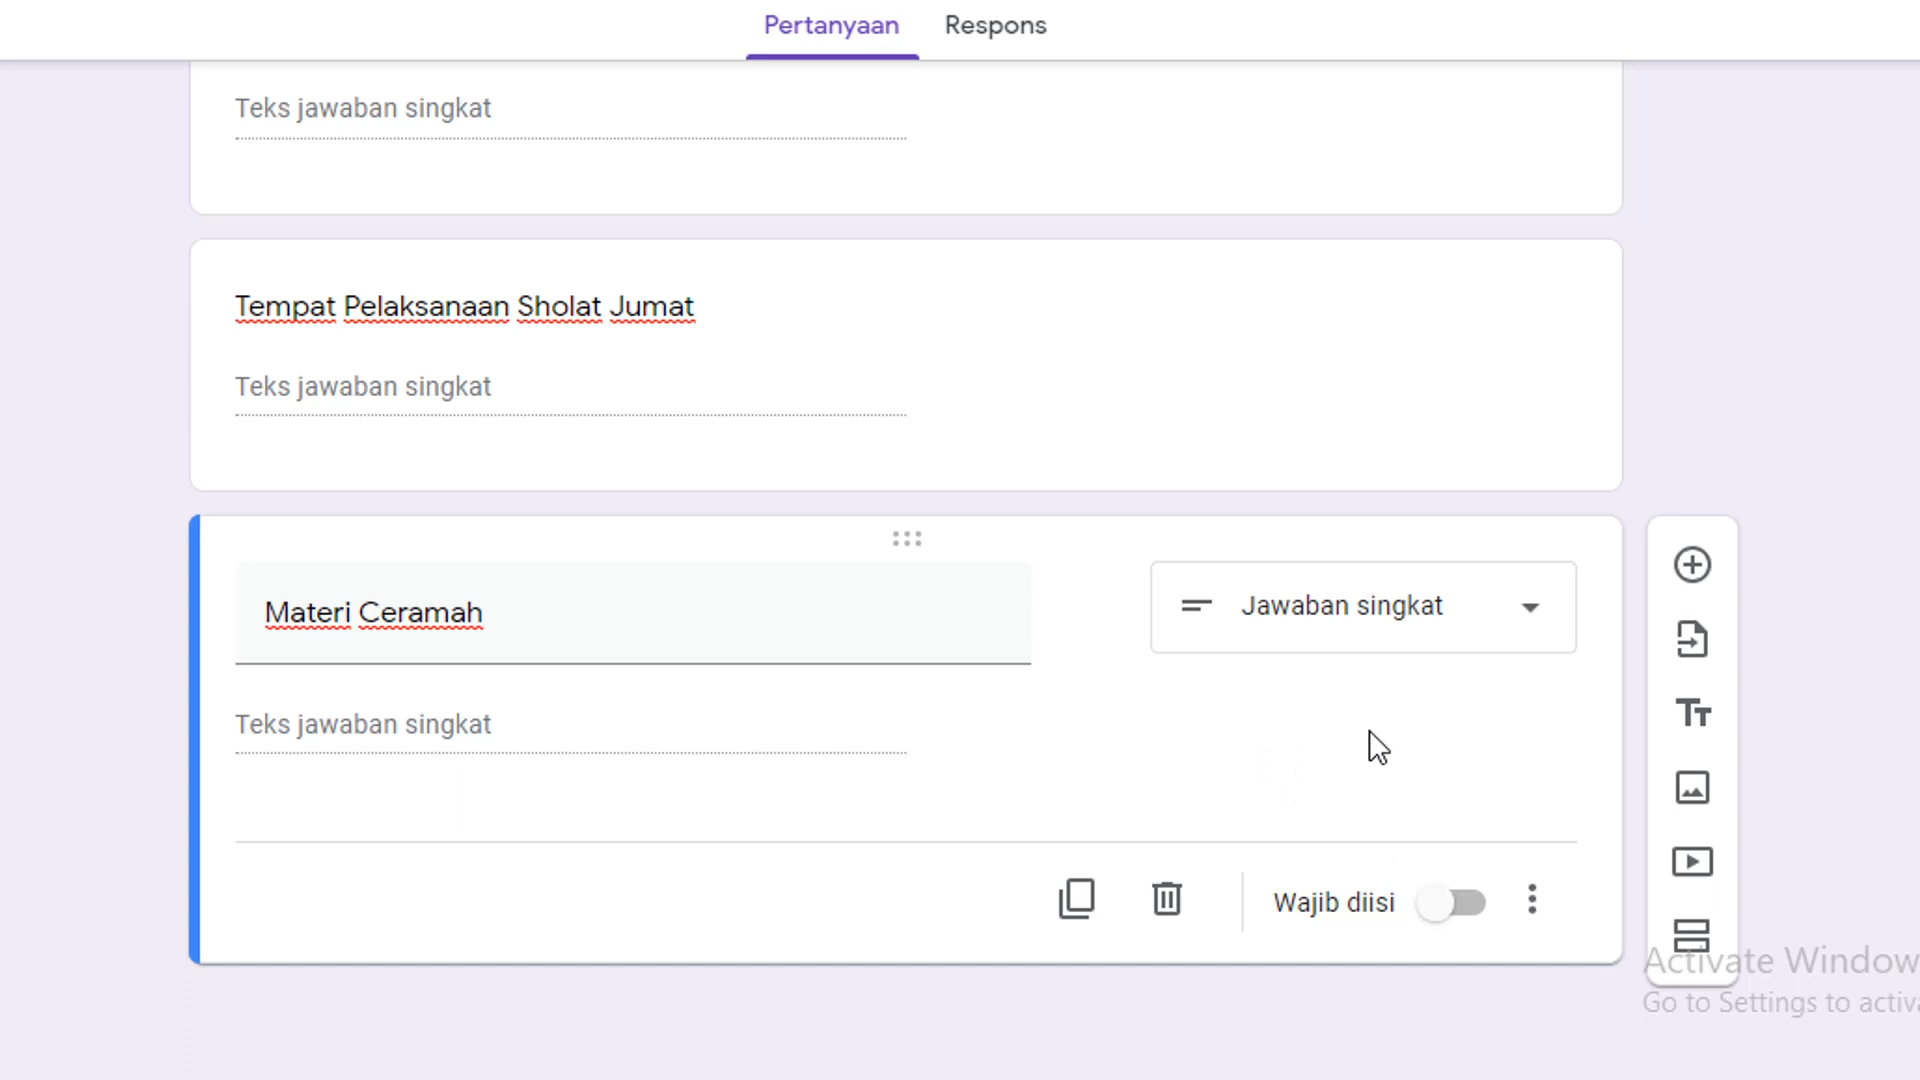 Pertanyaan Respons
Teks jawaban singkat
Tempat Pelaksanaan Sholat Jumat
Teks jawaban singkat
Materi Ceramah
Jawaban singkat
Teks jawaban singkat
Wajib diisi
Activate Window
Go to Settings to activa